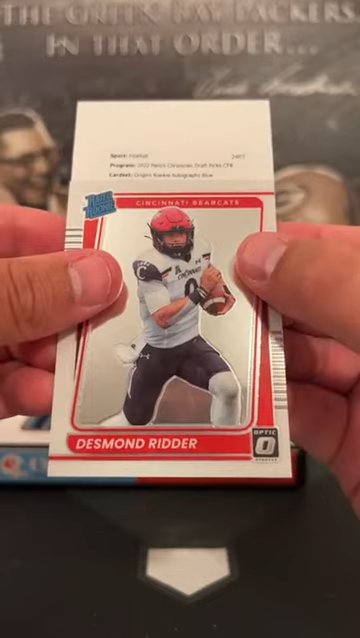 THE GREEN BAY PACKERS
IN THAT ORDER...
Sport: Football
Program: 2022 Panini Chronicles Draft Picks CFB
Cardset: Origins Rookie Autographs Blue
RATED ROOKIE
CINCINNATI BEARCATS
CINCINNATI
DESMOND RIDDER
OPTIC